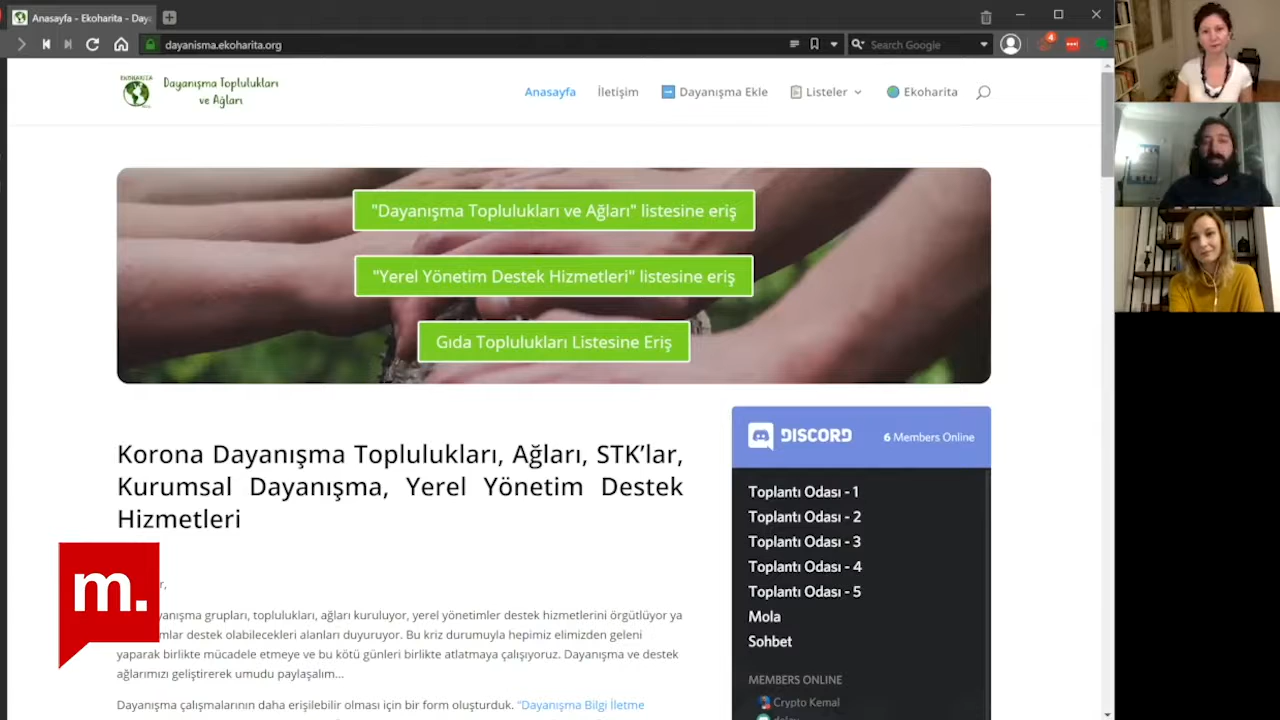 Anasayfa - Ekoharita - Day
dayanisma.ekoharita.org
Search Google
4
EKOHARITA
Dayanışma Toplulukları
ve Ağları
Anasayfa
İletişim
Dayanışma Ekle
Listeler
Ekoharita
"Dayanışma Toplulukları ve Ağları" listesine eriş
"Yerel Yönetim Destek Hizmetleri" listesine eriş
Gıda Toplulukları Listesine Eriş
Korona Dayanışma Toplulukları, Ağları, STK’lar,
Kurumsal Dayanışma, Yerel Yönetim Destek
Hizmetleri
r,
yanışma grupları, toplulukları, ağları kuruluyor, yerel yönetimler destek hizmetlerini örgütlüyor ya
mlar destek olabilecekleri alanları duyuruyor. Bu kriz durumuyla hepimiz elimizden geleni
yaparak birlikte mücadele etmeye ve bu kötü günleri birlikte atlatmaya çalışıyoruz. Dayanışma ve destek
ağlarımızı geliştirerek umudu paylaşalım...
Dayanışma çalışmalarının daha erişilebilir olması için bir form oluşturduk. “Dayanışma Bilgi İletme
m.
DISCORD
6 Members Online
Toplantı Odası - 1
Toplantı Odası - 2
Toplantı Odası - 3
Toplantı Odası - 4
Toplantı Odası - 5
Mola
Sohbet
MEMBERS ONLINE
Crypto Kemal